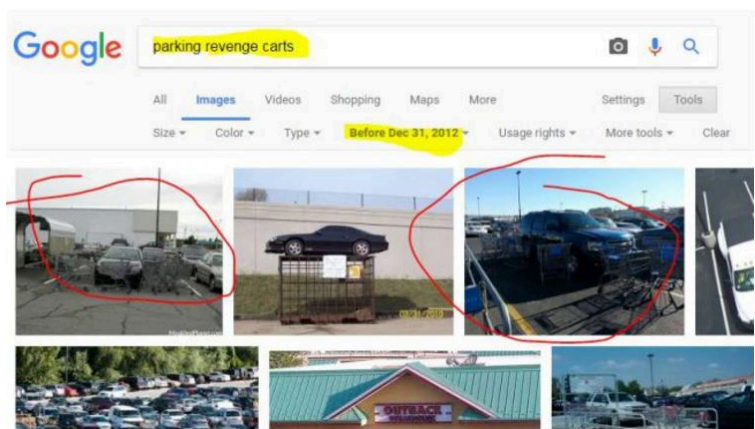 Google parking revenge carts
All Images Videos Shopping Maps More Settings Tools
Size Color Type Before Dec 31, 2012 Usage rights More tools Clear
OUTBACK